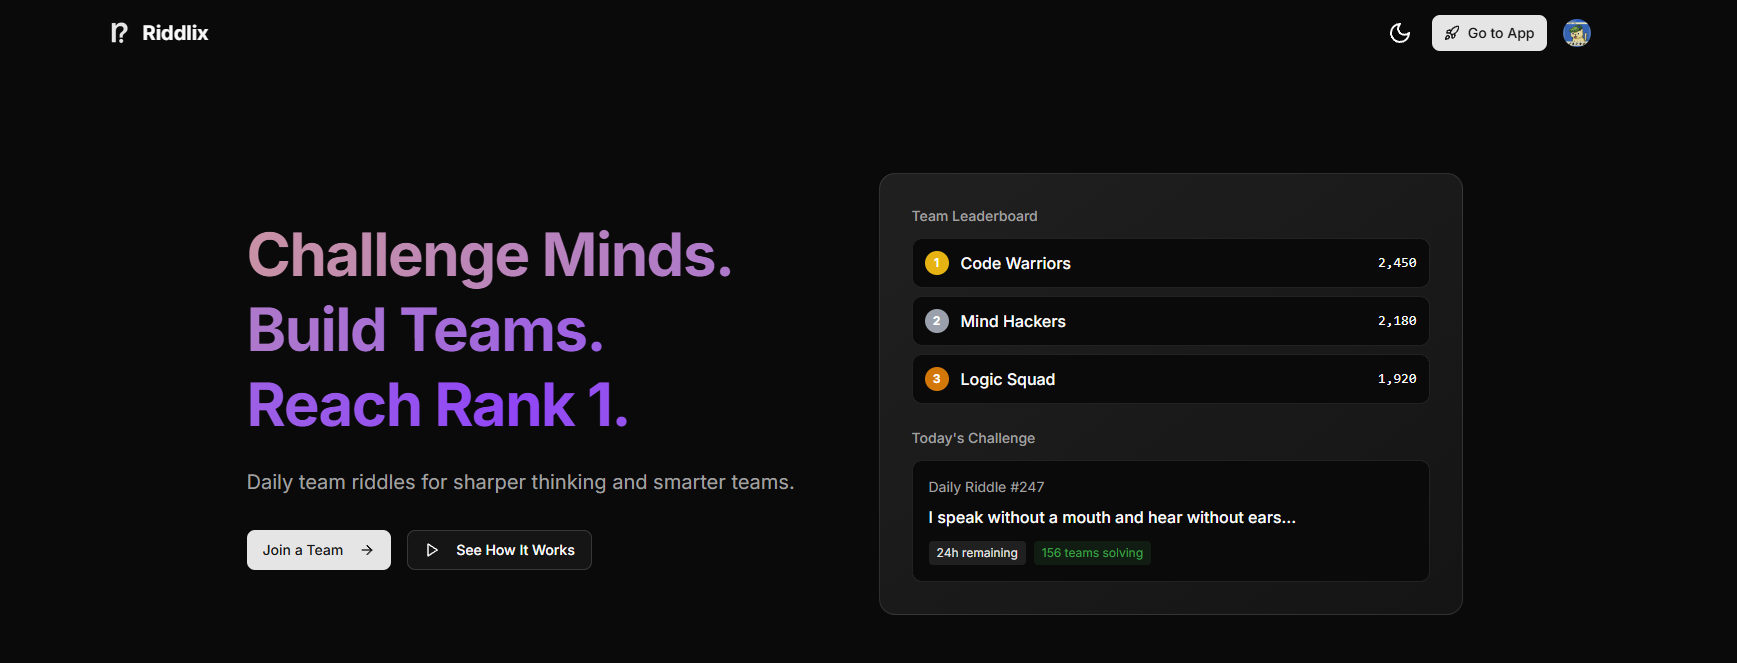 Riddlix
Go to App
Challenge Minds.
Build Teams.
Reach Rank 1.
Daily team riddles for sharper thinking and smarter teams.
Join a Team
See How It Works
Team Leaderboard
1 Code Warriors 2,450
2 Mind Hackers 2,180
3 Logic Squad 1,920
Today's Challenge
Daily Riddle #247
I speak without a mouth and hear without ears...
24h remaining 156 teams solving